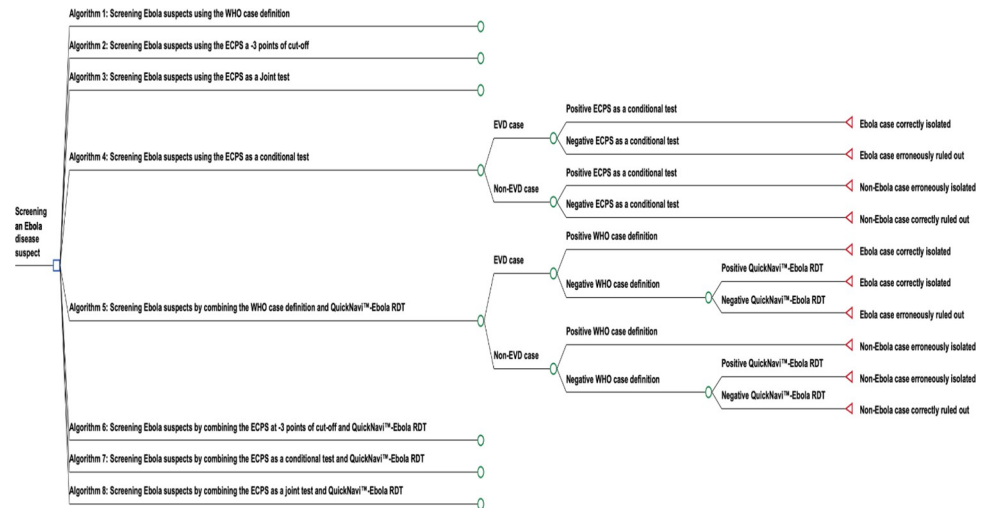 Algorithm 1: Screening Ebola suspects using the WHO case definition
Algorithm 2: Screening Ebola suspects using the ECPS a -3 points of cut-off
Algorithm 3: Screening Ebola suspects using the ECPS as a Joint test
Algorithm 4: Screening Ebola suspects using the ECPS as a conditional test
EVD case
Positive ECPS as a conditional test
Ebola case correctly isolated
Negative ECPS as a conditional test
Ebola case erroneously ruled out
Non-EVD case
Positive ECPS as a conditional test
Non-Ebola case erroneously isolated
Negative ECPS as a conditional test
Non-Ebola case correctly ruled out
Screening
an Ebola
disease
suspect
Algorithm 5: Screening Ebola suspects by combining the WHO case definition and QuickNavi™-Ebola RDT
EVD case
Positive WHO case definition
Ebola case correctly isolated
Negative WHO case definition
Positive QuickNavi™-Ebola RDT
Ebola case correctly isolated
Negative QuickNavi™-Ebola RDT
Ebola case erroneously ruled out
Non-EVD case
Positive WHO case definition
Non-Ebola case erroneously isolated
Negative WHO case definition
Positive QuickNavi™-Ebola RDT
Non-Ebola case erroneously isolated
Negative QuickNavi™-Ebola RDT
Non-Ebola case correctly ruled out
Algorithm 6: Screening Ebola suspects by combining the ECPS at -3 points of cut-off and QuickNavi™-Ebola RDT
Algorithm 7: Screening Ebola suspects by combining the ECPS as a conditional test and QuickNavi™-Ebola RDT
Algorithm 8: Screening Ebola suspects by combining the ECPS as a joint test and QuickNavi™-Ebola RDT